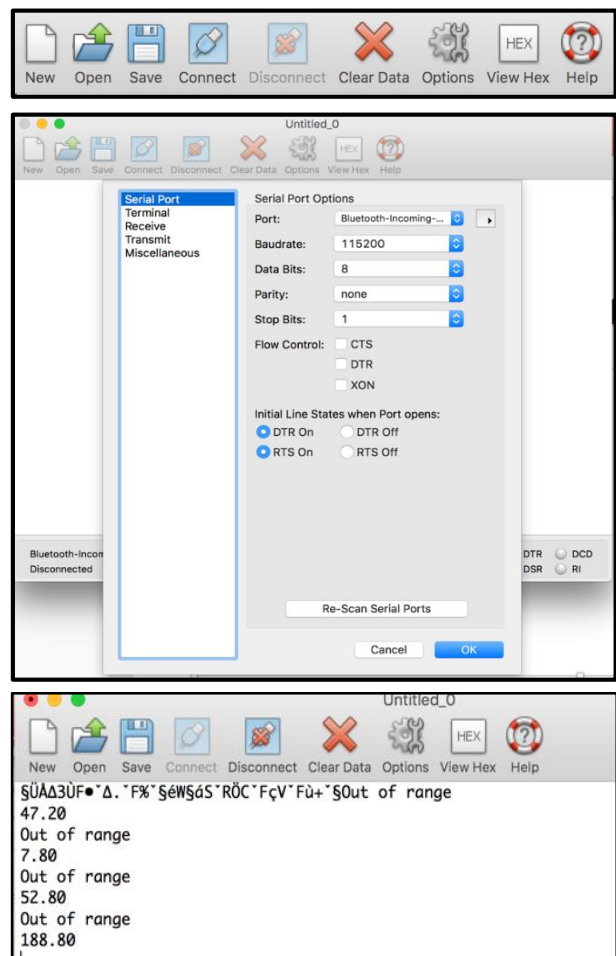 New Open Save Connect Disconnect Clear Data Options View Hex Help
HEX
Untitled_0
New Open Save Connect Disconnect Clear Data Options View Hex Help
HEX
Serial Port
Terminal
Receive
Transmit
Miscellaneous
Serial Port Options
Port: Bluetooth-Incoming-...
Baudrate: 115200
Data Bits: 8
Parity: none
Stop Bits: 1
Flow Control: CTS
DTR
XON
Initial Line States when Port opens:
DTR On DTR Off
RTS On RTS Off
Bluetooth-Incom
Disconnected
DTR DCD
DSR RI
Re-Scan Serial Ports
Cancel OK
Untitled_0
HEX
New Open Save Connect Disconnect Clear Data Options View Hex Help
Out of range
47.20
Out of range
7.80
Out of range
52.80
Out of range
188.80